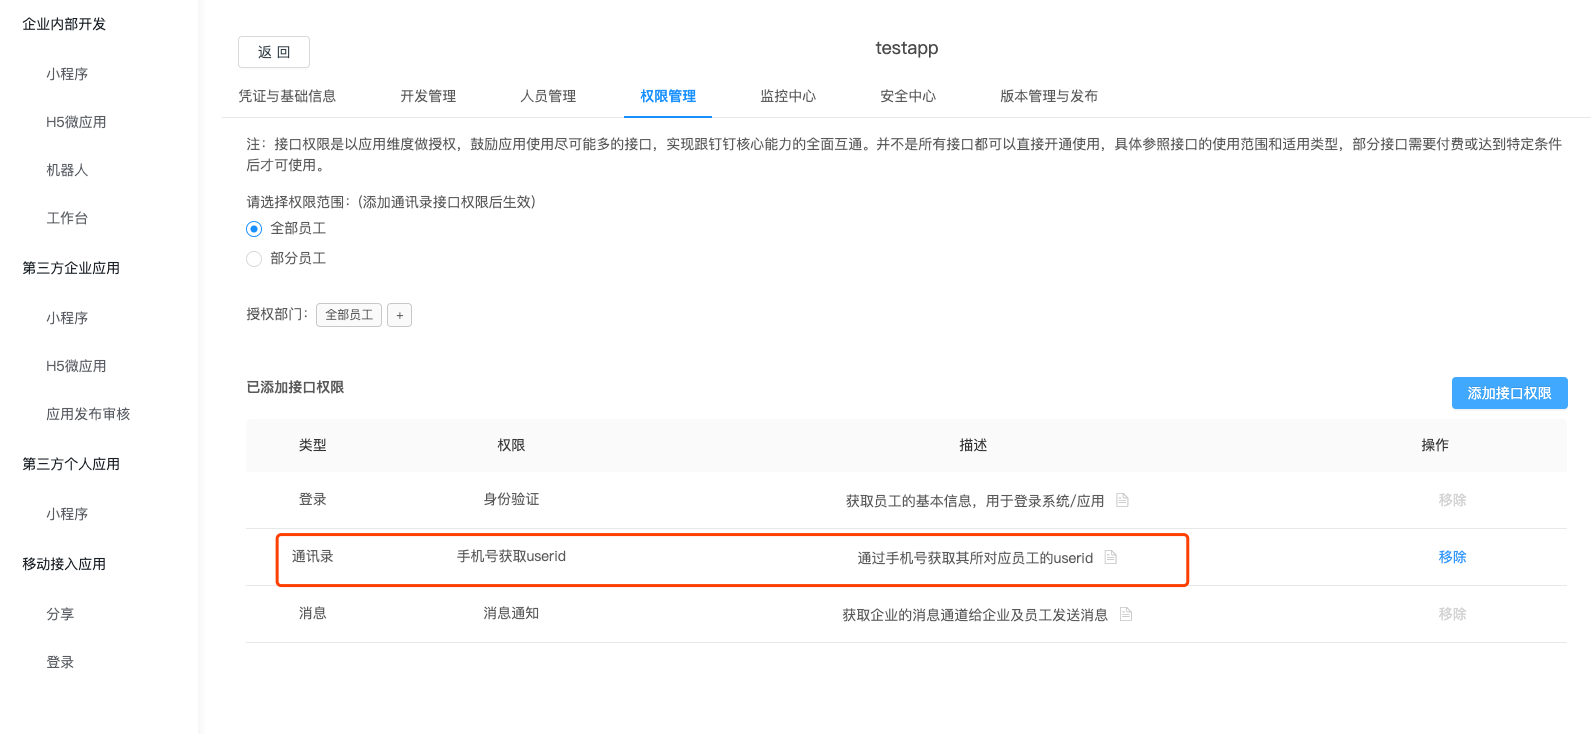 企业内部开发
小程序
H5微应用
机器人
工作台
第三方企业应用
小程序
H5微应用
应用发布审核
第三方个人应用
小程序
移动接入应用
分享
登录
返 回
testapp
凭证与基础信息 开发管理 人员管理 权限管理 监控中心 安全中心 版本管理与发布
注：接口权限是以应用维度做授权，鼓励应用使用尽可能多的接口，实现跟钉钉核心能力的全面互通。并不是所有接口都可以直接开通使用，具体参照接口的使用范围和适用类型，部分接口需要付费或达到特定条件
后才可使用。
请选择权限范围：(添加通讯录接口权限后生效)
全部员工
部分员工
授权部门： 全部员工 +
已添加接口权限
添加接口权限
类型 权限 描述 操作
登录 身份验证 获取员工的基本信息，用于登录系统/应用 移除
通讯录 手机号获取userid 通过手机号获取其所对应员工的userid 移除
消息 消息通知 获取企业的消息通道给企业及员工发送消息 移除